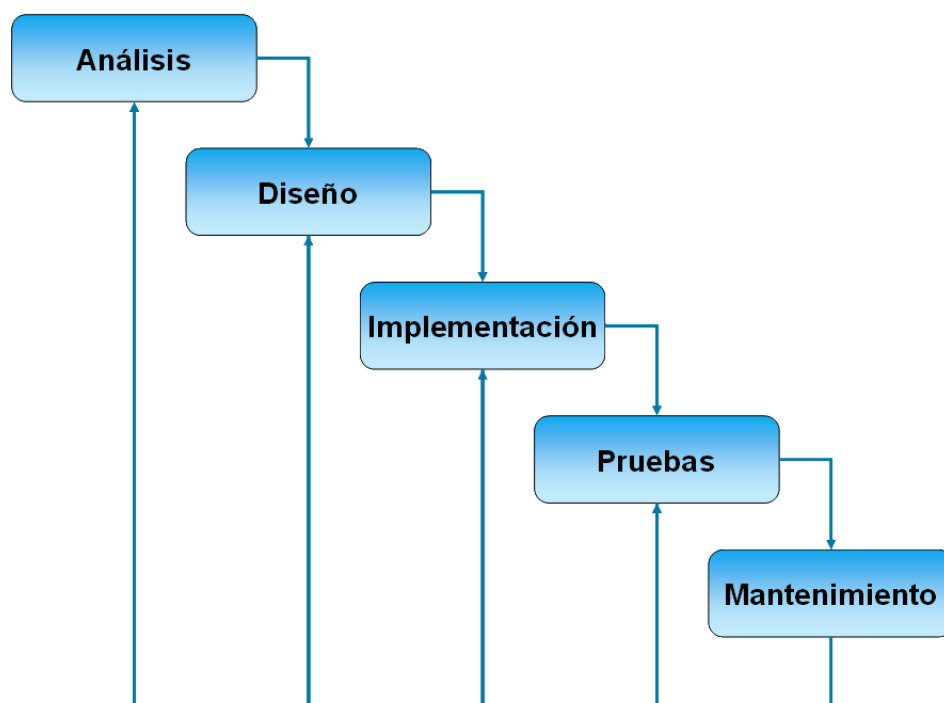 Análisis
Diseño
Implementación
Pruebas
Mantenimiento